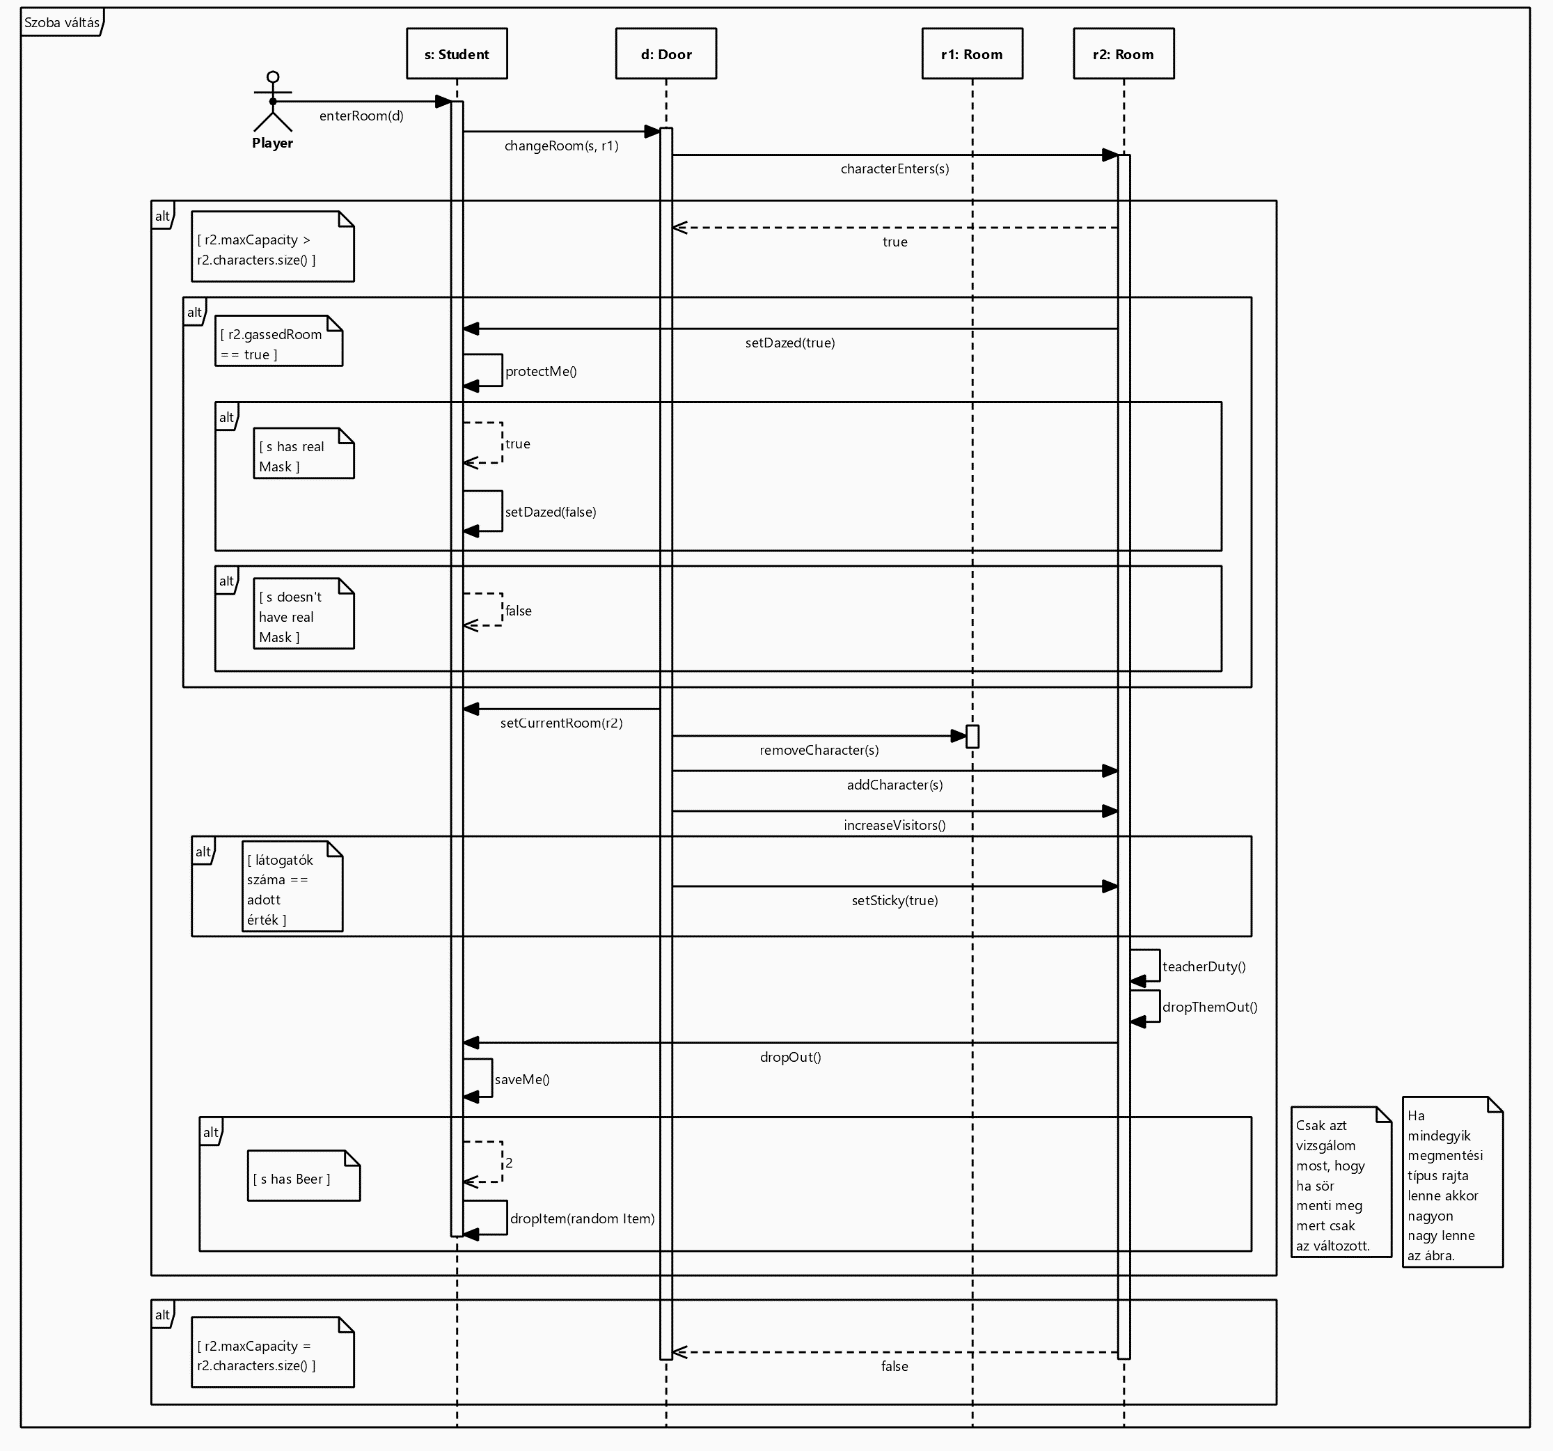 Szoba váltás
s: Student
d: Door
r1: Room
r2: Room
Player
enterRoom(d)
changeRoom(s, r1)
characterEnters(s)
alt
[ r2.maxCapacity >
r2.characters.size() ]
true
alt
[ r2.gassedRoom
== true ]
setDazed(true)
protectMe()
alt
[ s has real
Mask ]
true
setDazed(false)
alt
[ s doesn't
have real
Mask ]
false
setCurrentRoom(r2)
removeCharacter(s)
addCharacter(s)
increaseVisitors()
alt
[ látogatók
száma ==
adott
érték ]
setSticky(true)
teacherDuty()
dropThemOut()
dropOut()
saveMe()
alt
[ s has Beer ]
2
dropItem(random Item)
Csak azt
vizsgálom
most, hogy
ha sör
menti meg
mert csak
az változott.
Ha
mindegyik
megmentési
típus rajta
lenne akkor
nagyon
nagy lenne
az ábra.
alt
[ r2.maxCapacity =
r2.characters.size() ]
false